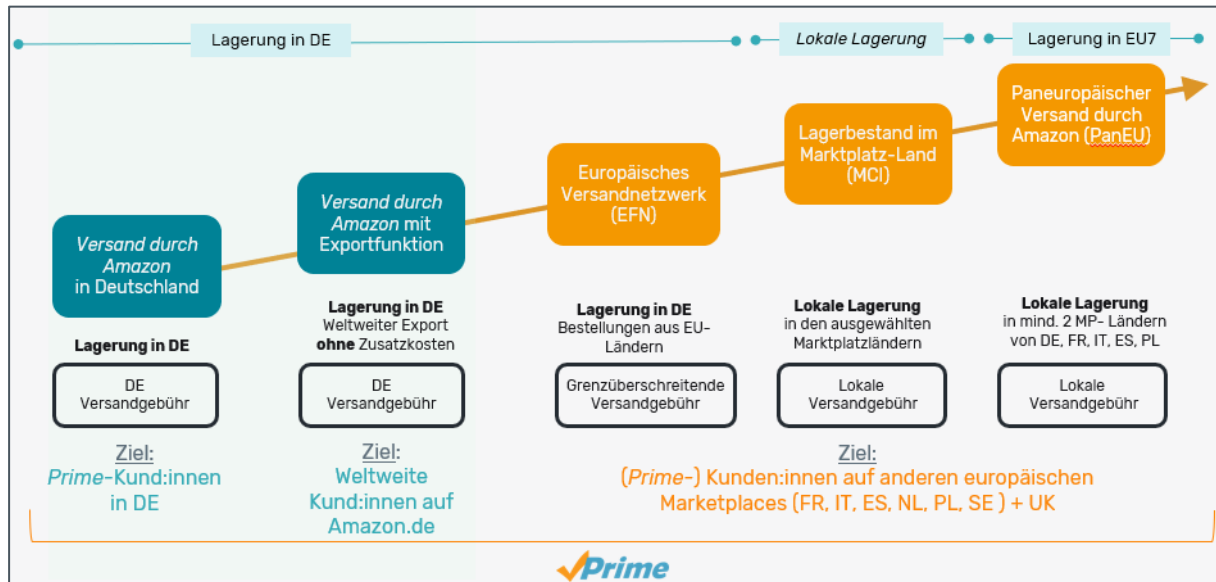 Lagerung in DE
Lokale Lagerung
Lagerung in EU7
Versand durch
Amazon
in Deutschland
Versand durch
Amazon mit
Exportfunktion
Europäisches
Versandnetzwerk
(EFN)
Lagerbestand im
Marktplatz-Land
(MCI)
Paneuropäischer
Versand durch
Amazon (PanEU)
Lagerung in DE
Lagerung in DE
Weltweiter Export
ohne Zusatzkosten
Lagerung in DE
Bestellungen aus EU-
Ländern
Lokale Lagerung
in den ausgewählten
Marktplatzländern
Lokale Lagerung
in mind. 2 MP- Ländern
von DE, FR, IT, ES, PL
DE
Versandgebühr
DE
Versandgebühr
Grenzüberschreitende
Versandgebühr
Lokale
Versandgebühr
Lokale
Versandgebühr
Ziel:
Prime-Kund:innen
in DE
Ziel:
Weltweite
Kund:innen auf
Amazon.de
Ziel:
(Prime-) Kunden:innen auf anderen europäischen
Marketplaces (FR, IT, ES, NL, PL, SE ) + UK
Prime